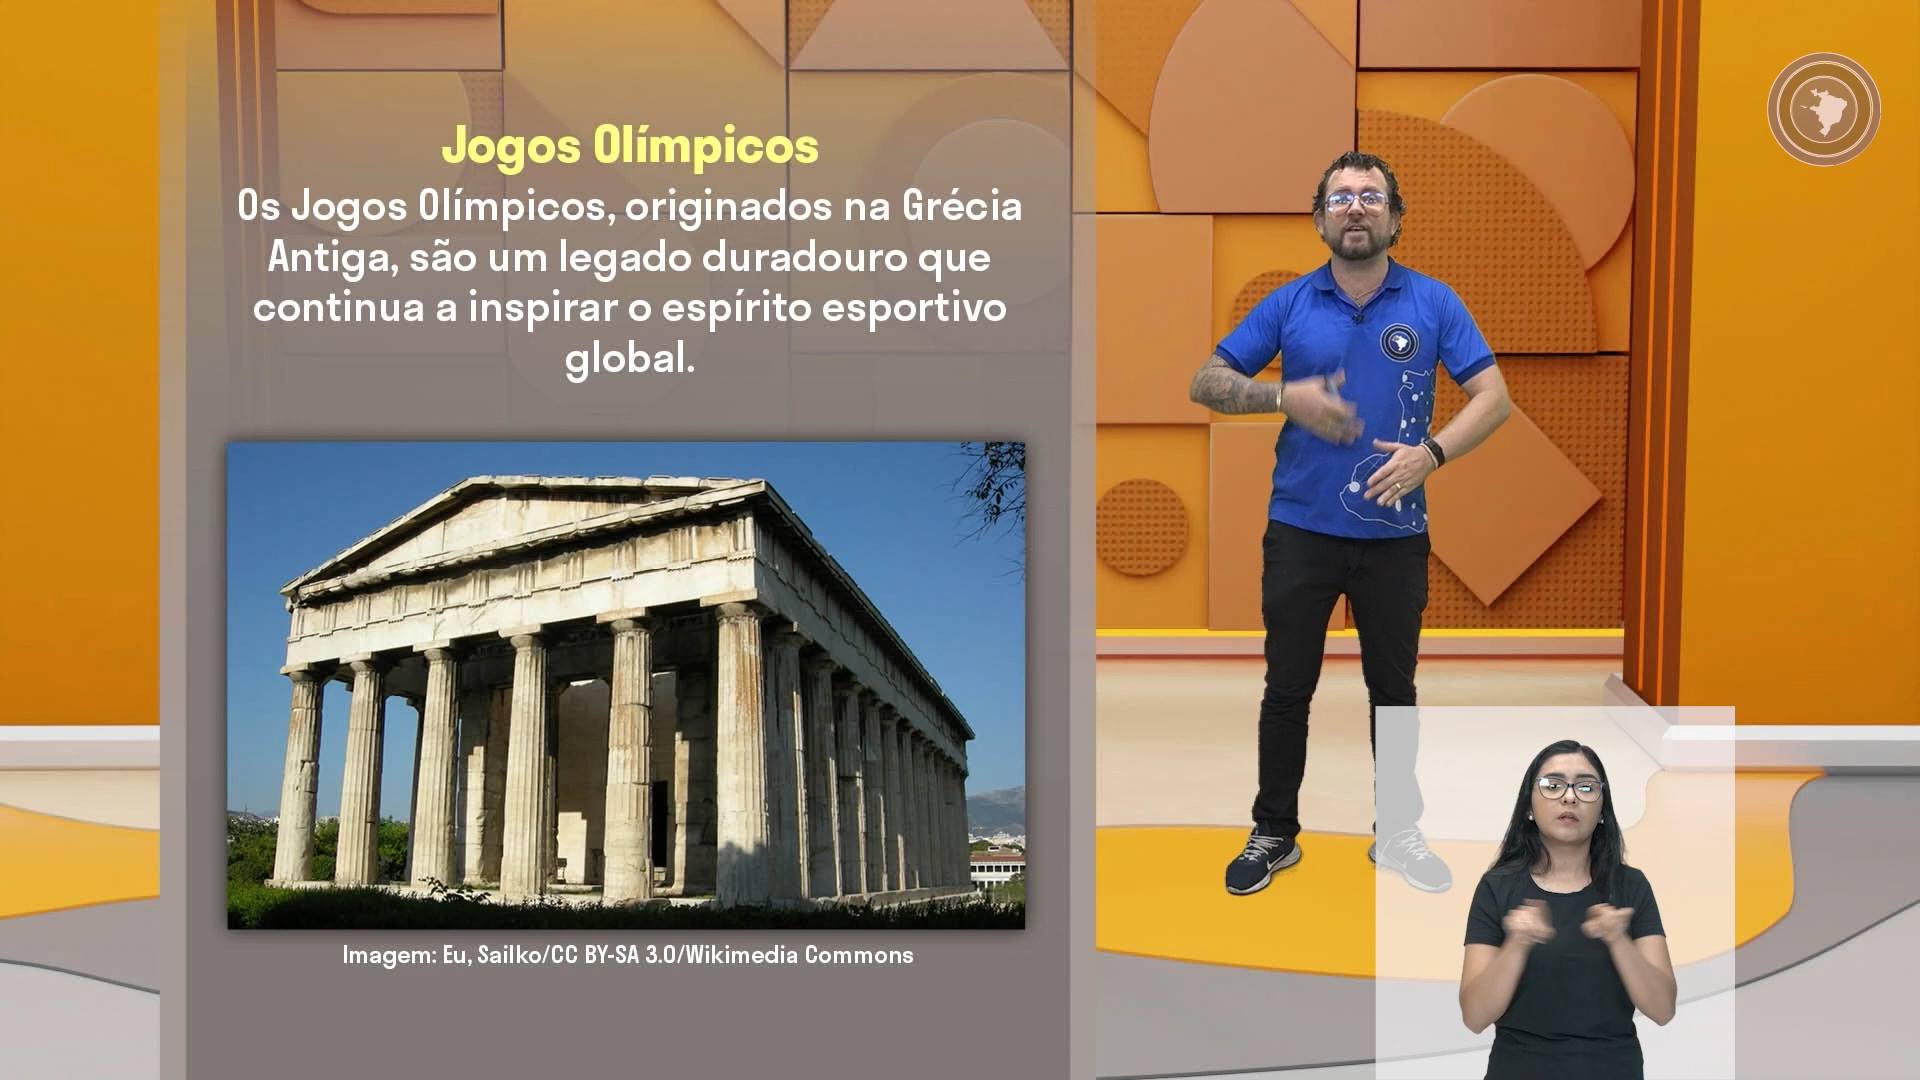 Jogos Olímpicos
Os Jogos Olímpicos, originados na Grécia
Antiga, são um legado duradouro que
continua a inspirar o espírito esportivo
global.
Imagem: Eu, Sailko/CC BY-SA 3.0/Wikimedia Commons